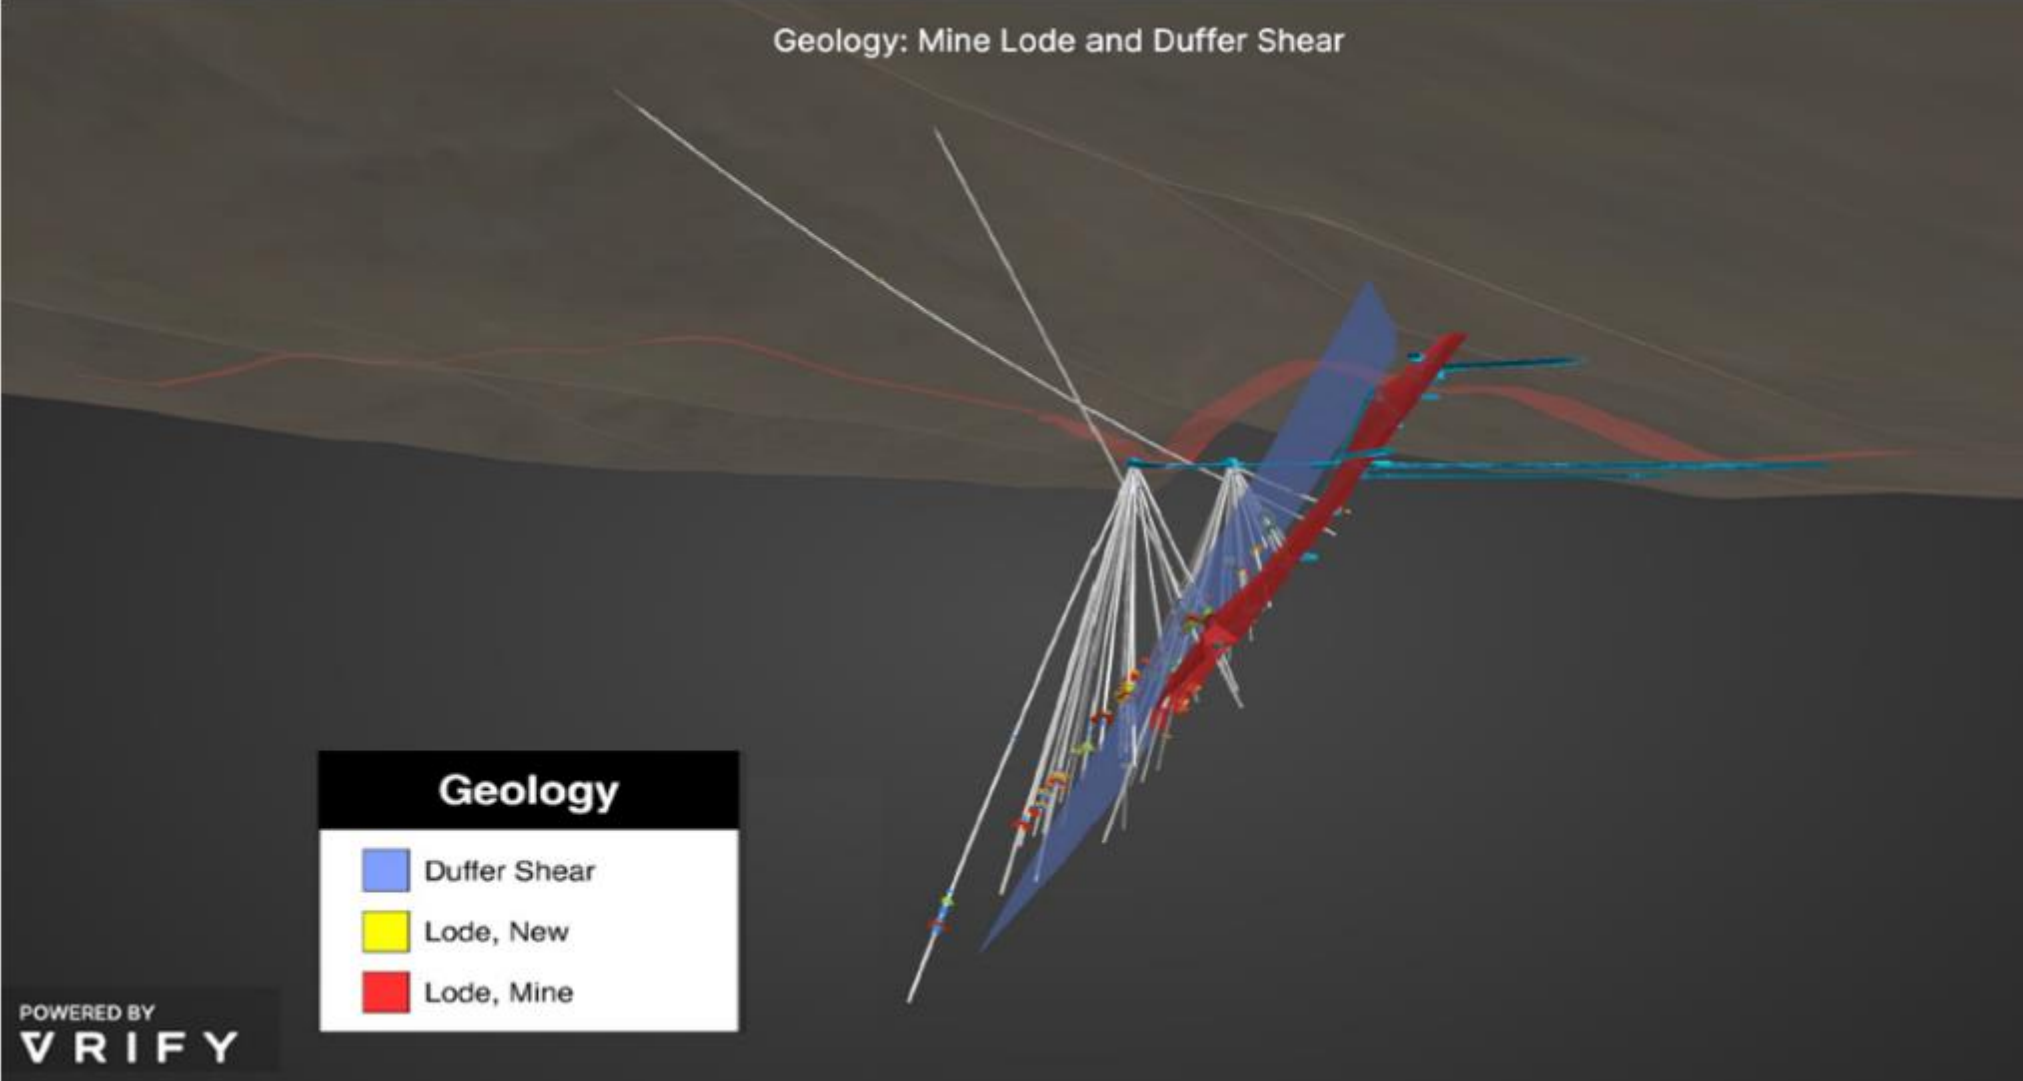 Geology: Mine Lode and Duffer Shear
Geology
Duffer Shear
Lode, New
Lode, Mine
POWERED BY
VRIFY